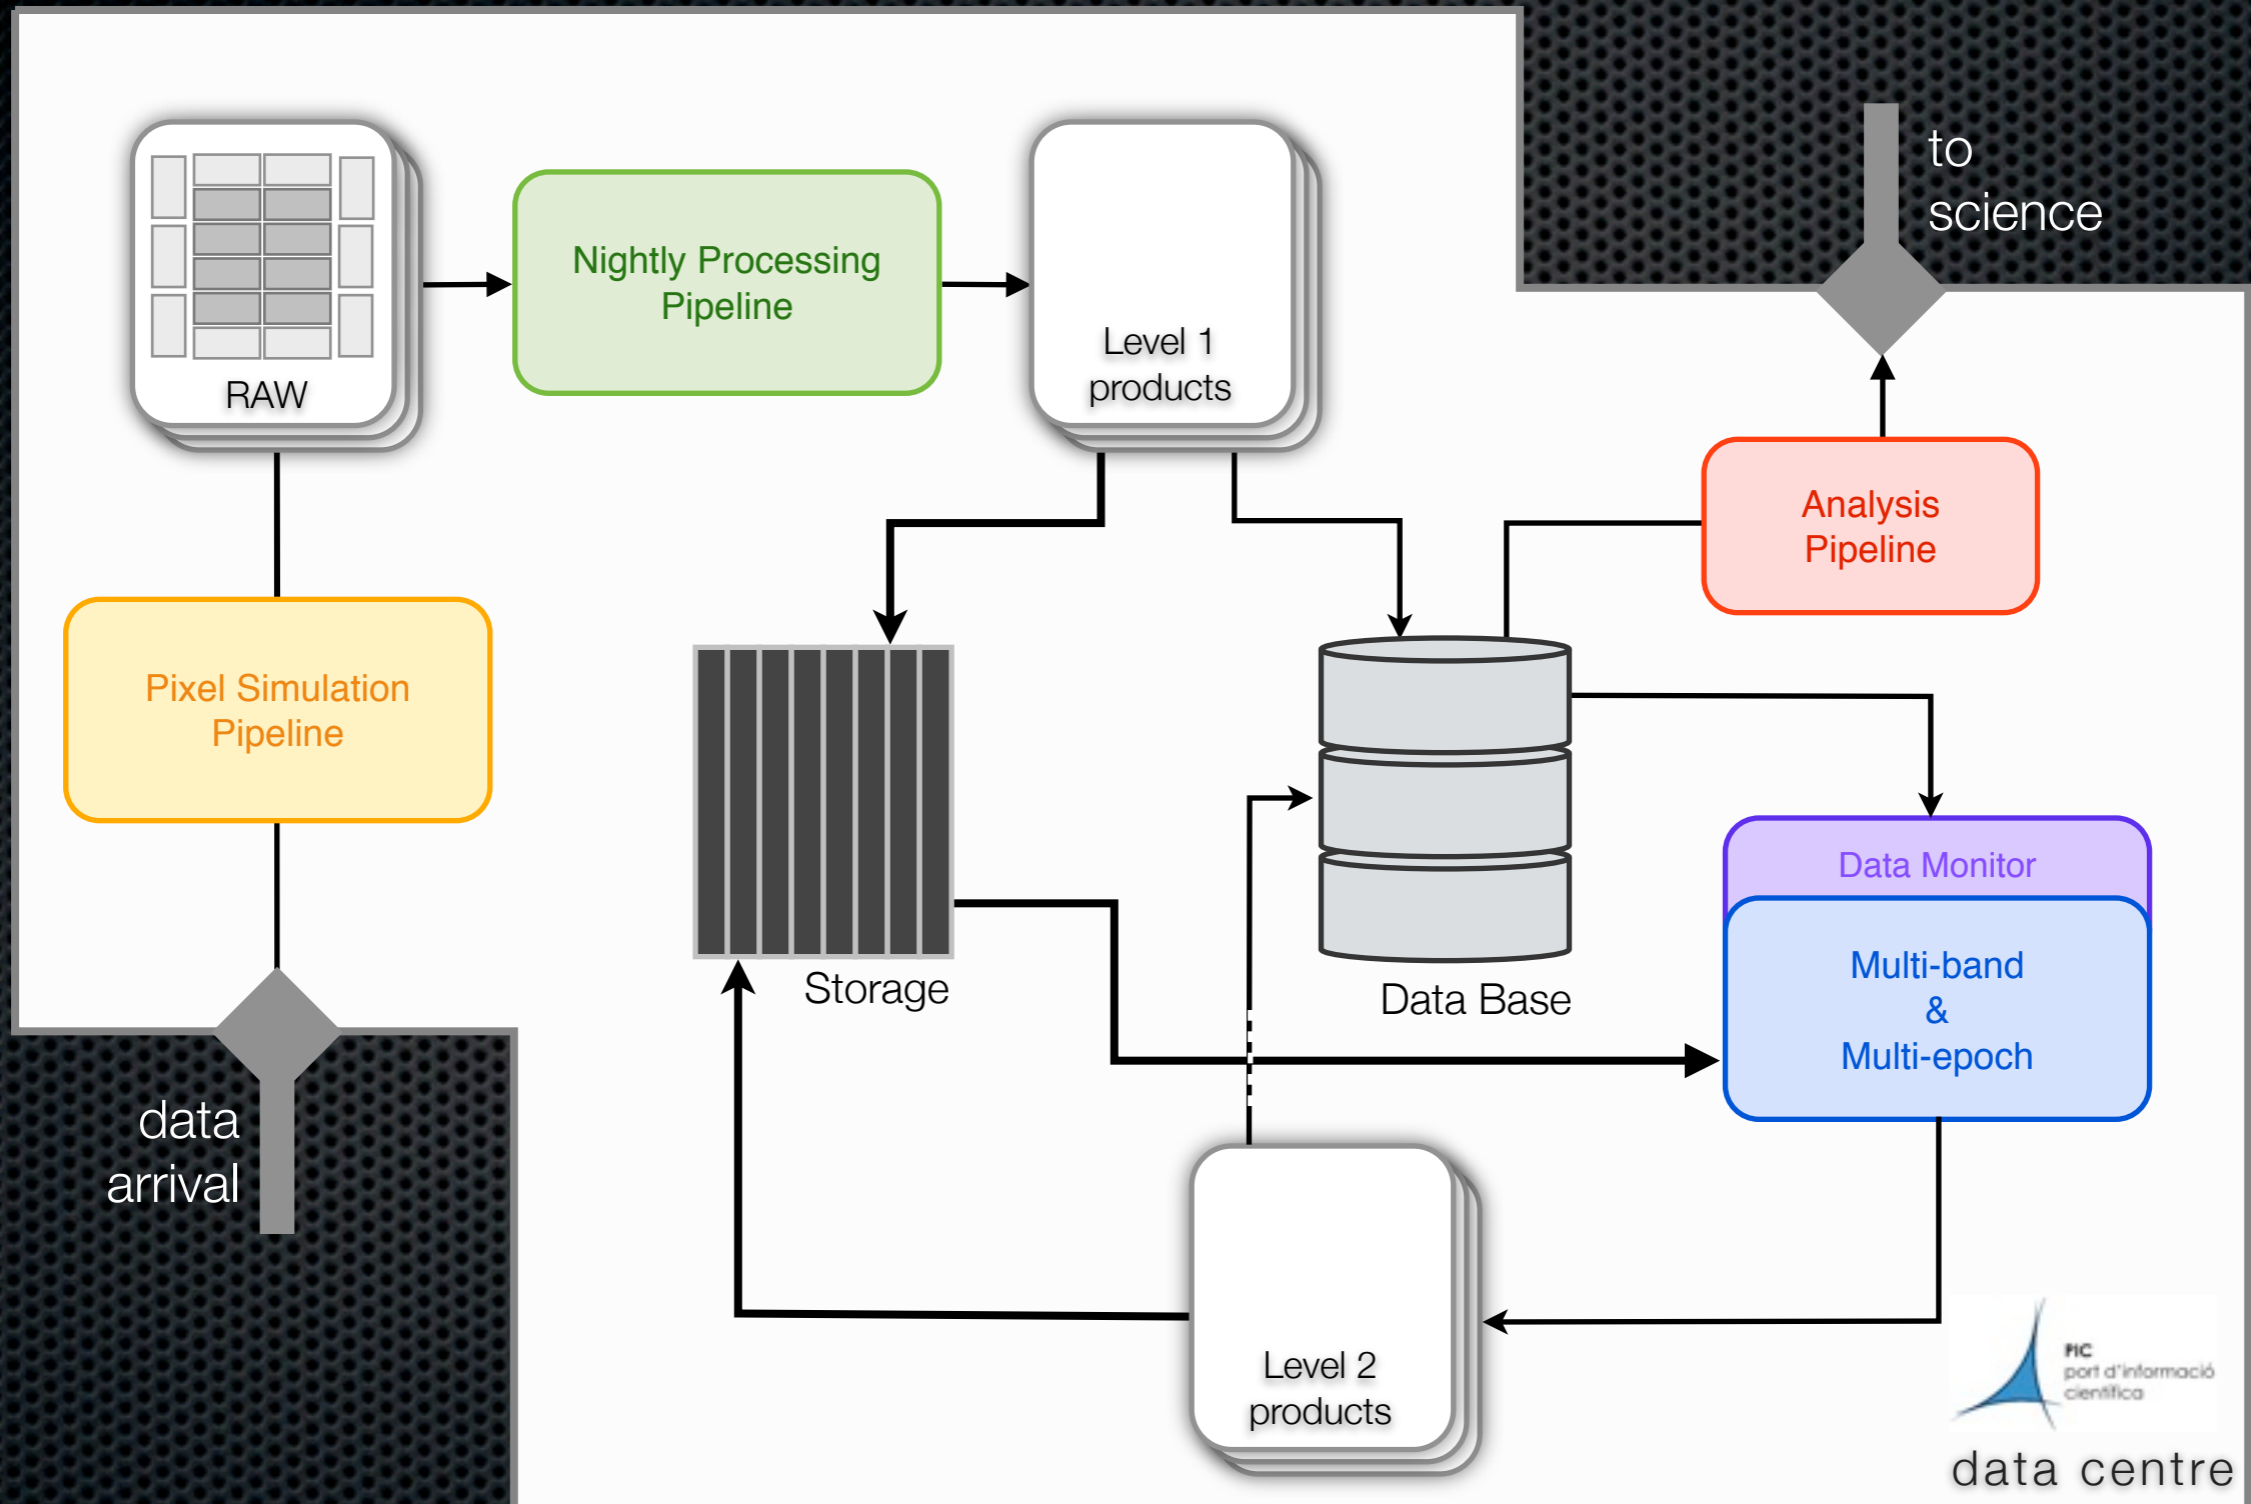 to
science
Nightly Processing
Pipeline
Level 1
products
RAW
Analysis
Pipeline
Pixel Simulation
Pipeline
Data Monitor
Multi-band
&
Multi-epoch
Storage
Data Base
data
arrival
Level 2
products
PIC
port d'informació
científica
data centre